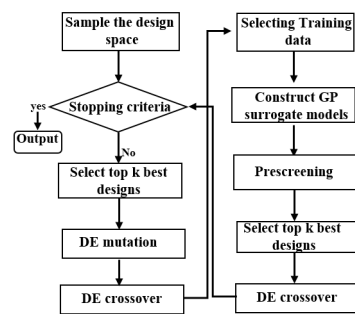 Sample the design
space
Stopping criteria
yes
Output
No
Select top k best
designs
DE mutation
DE crossover
Selecting Training
data
Construct GP
surrogate models
Prescreening
Select top k best
designs
DE crossover